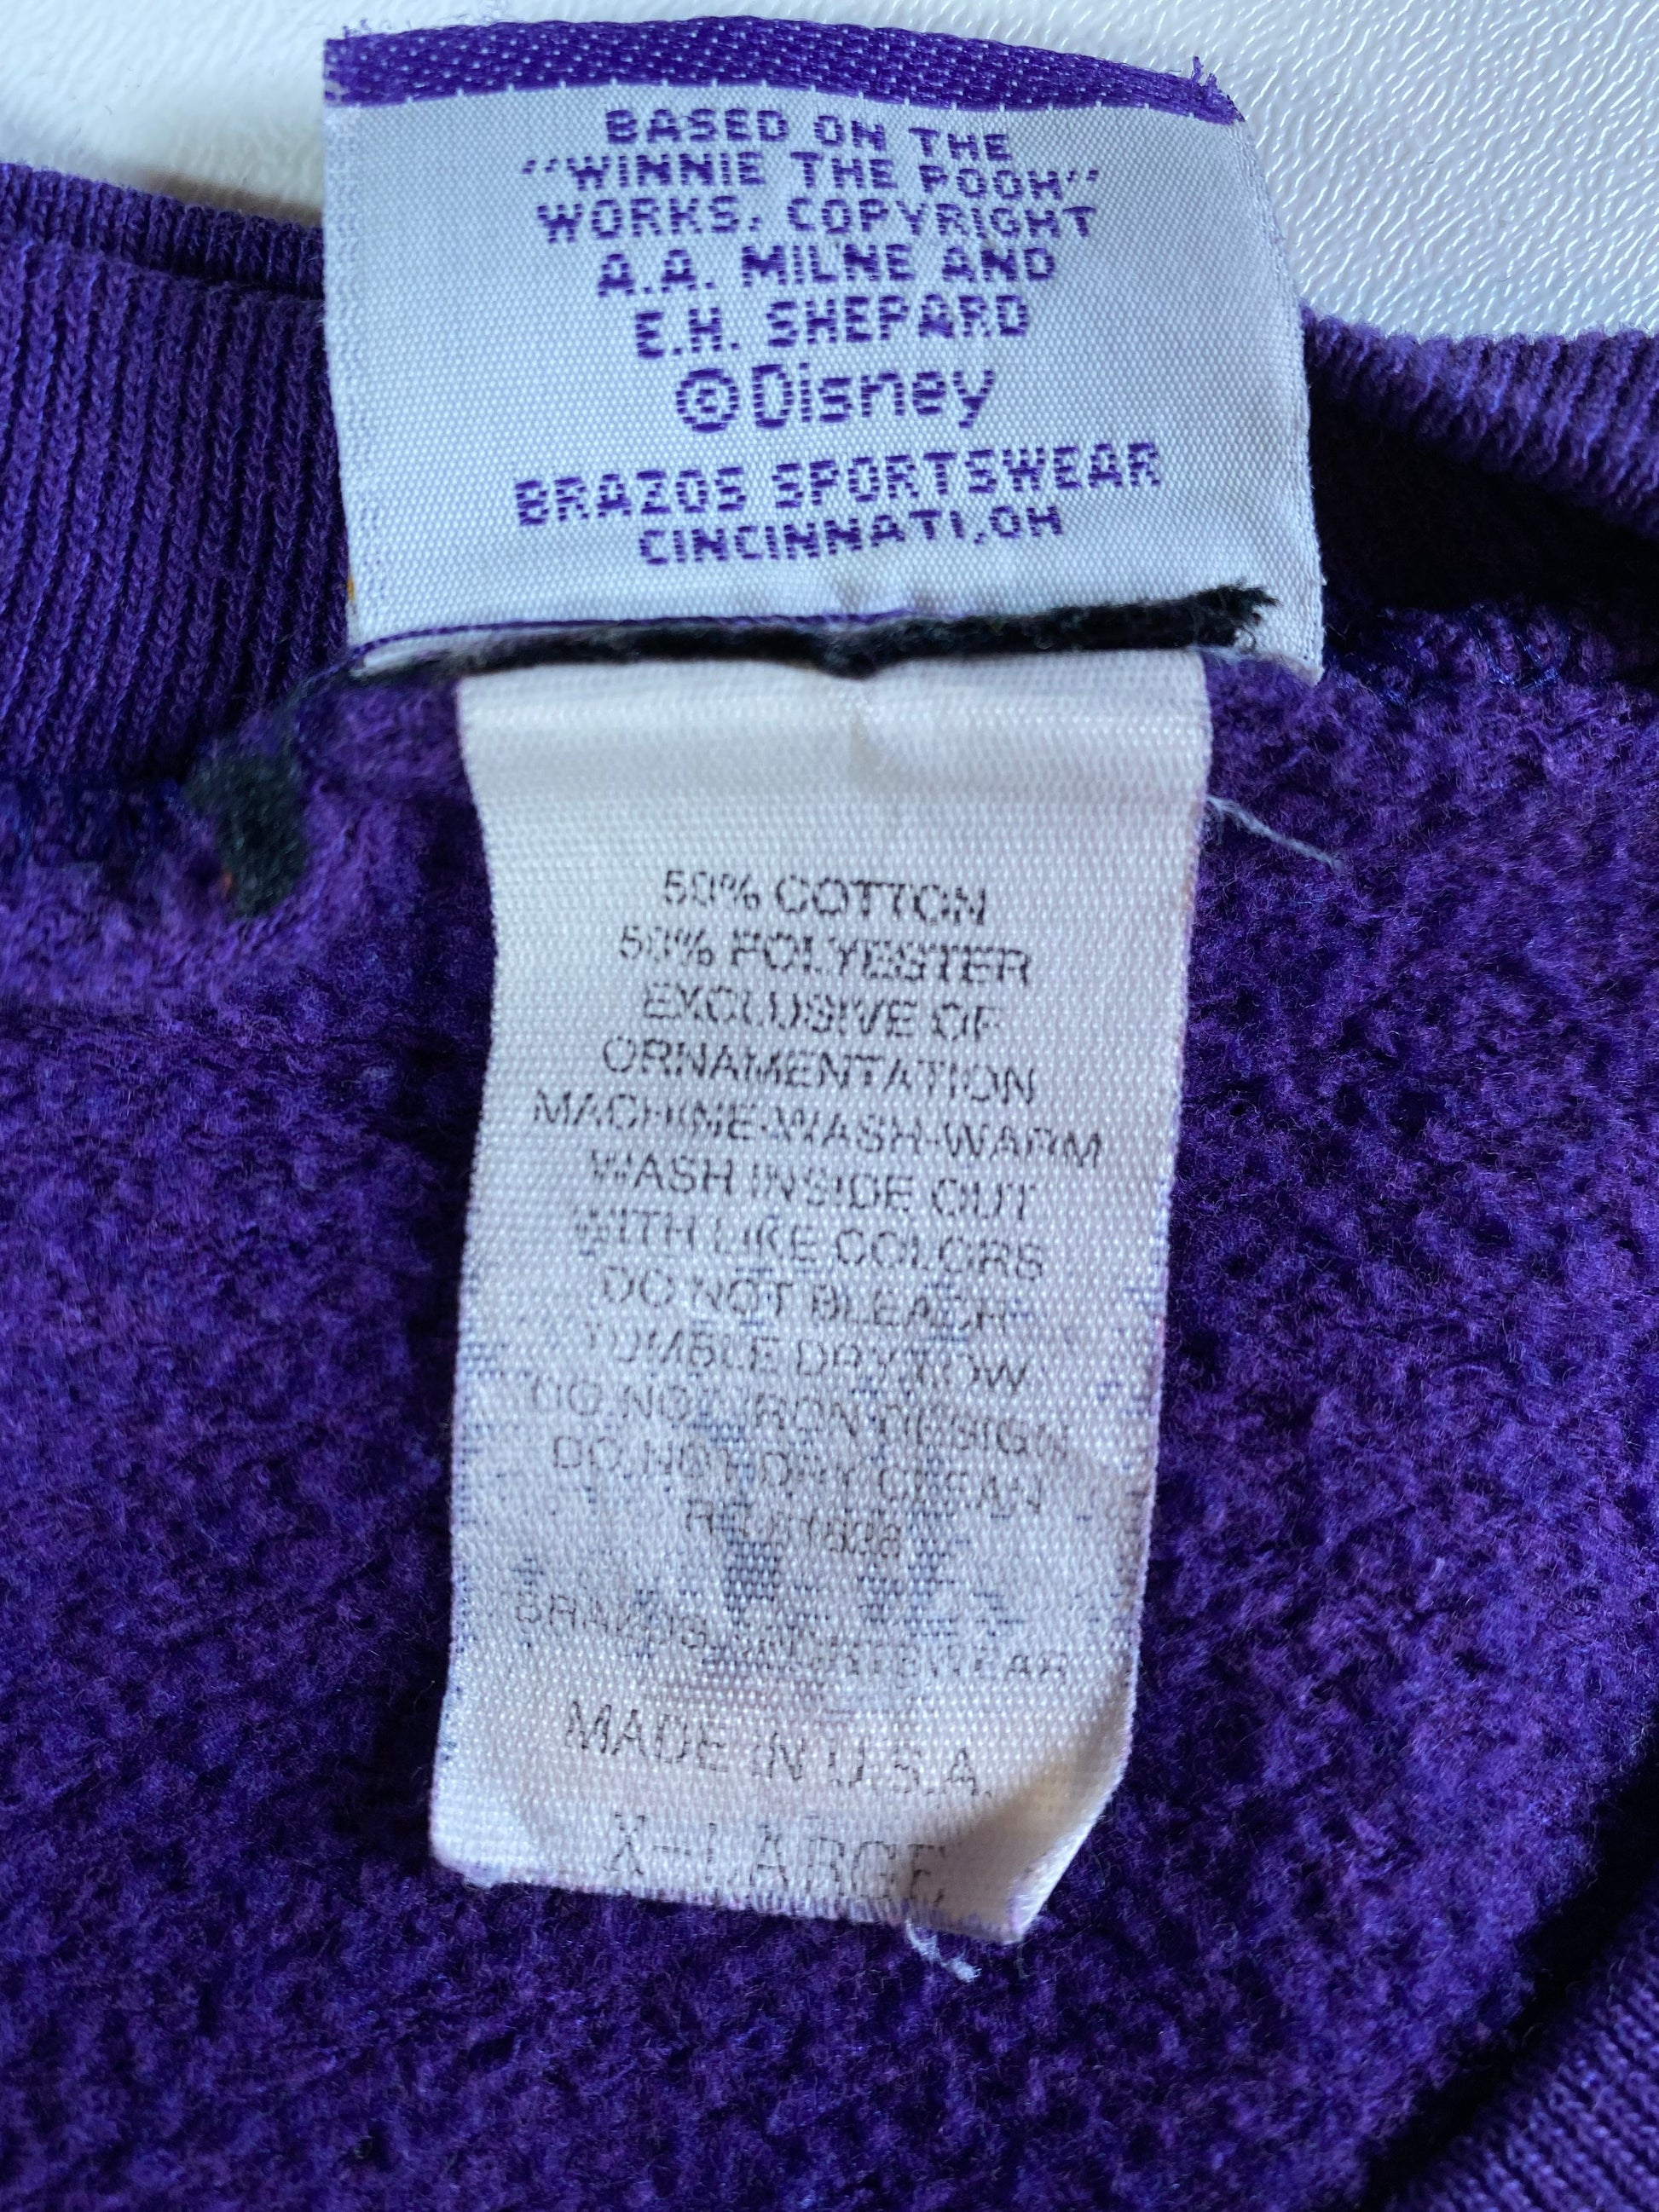 BASED ON THE
"WINNIE THE POOH"
WORKS, COPYRIGHT
A.A. MILNE AND
E.H. SHEPARD
©Disney
BRAZOS SPORTSWEAR
CINCINNATI,OH
50% COTTON
50% POLYESTER
EXCLUSIVE OF
ORNAMENTATION
MACHINE-WASH-WARM
WASH INSIDE OUT
WITH LIKE COLORS
DO NOT BLEACH
TUMBLE DRY LOW
DO NOT IRON DESIGN
DO NOT DRY CLEAN
BRAZOS SPORTSWEAR
MADE IN U.S.A.
X-LARGE